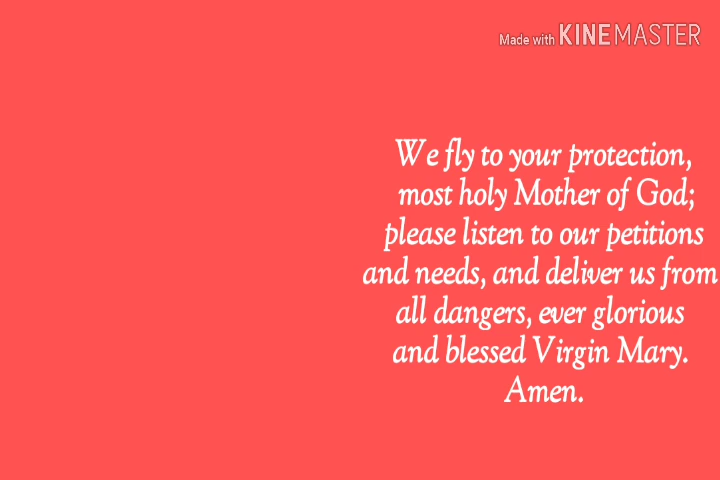 Made with KINEMASTER
We fly to your protection,
most holy Mother of God;
please listen to our petitions
and needs, and deliver us from
all dangers, ever glorious
and blessed Virgin Mary.
Amen.